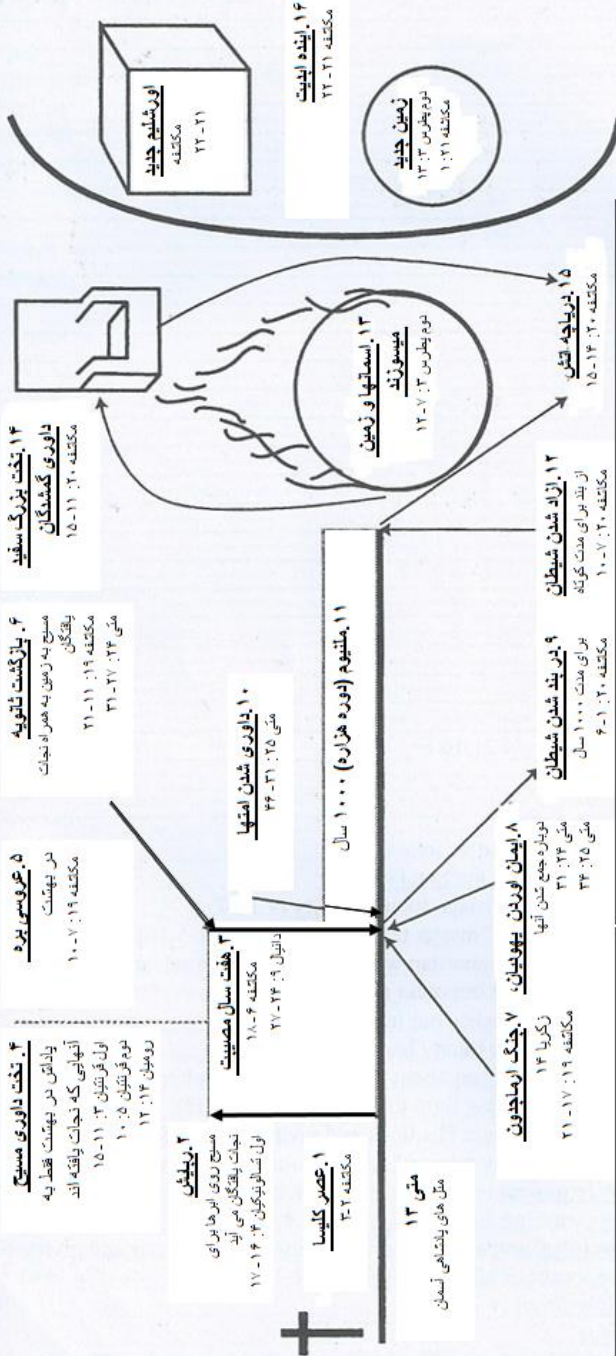 ۱. عصر کلیسا
مکاشفه ۲-۳
متی ۱۳
مثل های پادشاهی آسمان
۲. ربایش
مسیح روی ابرها برای
نجات یافتگان می آید
اول تسالونیکیان ۴: ۱۶-۱۷
۳. هفت سال مصیبت
دانیال ۹: ۲۴-۲۷
مکاشفه ۶-۱۸
۴. تخت داوری مسیح
پاداش در بهشت فقط به
آنهایی که نجات یافته اند
اول قرنتیان ۳: ۱۱-۱۵
دوم قرنتیان ۵: ۱۰
رومیان ۱۴: ۱۲
۵. عروسی بره
در بهشت
مکاشفه ۱۹: ۷-۱۰
۶. بازگشت ثانویه
مسیح به زمین به همراه نجات
یافتگان
مکاشفه ۱۹: ۱۱-۲۱
متی ۲۴: ۲۷-۳۱
۷. جنگ ارماجدون
زکریا ۱۴
مکاشفه ۱۹: ۱۷-۲۱
۸. ایمان اوردن یهودیان،
دوباره جمع شدن آنها
متی ۲۴: ۳۱
متی ۲۵: ۳۴
۹. در بند شدن شیطان
برای مدت ۱۰۰۰ سال
مکاشفه ۲۰: ۱-۶
۱۰. داوری شدن امتها
متی ۲۵: ۳۱-۴۶
۱۱. ملنیوم (دوره هزاره) ۱۰۰۰ سال
۱۲. ازاد شدن شیطان
از بند برای مدت کوتاه
مکاشفه ۲۰: ۷-۱۰
۱۳. اسمانها و زمین
میسوزند
دوم پطرس ۳: ۷-۱۲
۱۴. تخت بزرگ سفید
داوری گمشدگان
مکاشفه ۲۰: ۱۱-۱۵
۱۵. دریاچه اتش
مکاشفه ۲۰: ۱۴-۱۵
۱۶. اینده ابدیت
مکاشفه ۲۱-۲۲
اورشلیم جدید
مکاشفه
۲۱-۲۲
زمین جدید
دوم پطرس ۳: ۱۳
مکاشفه ۲۱: ۱